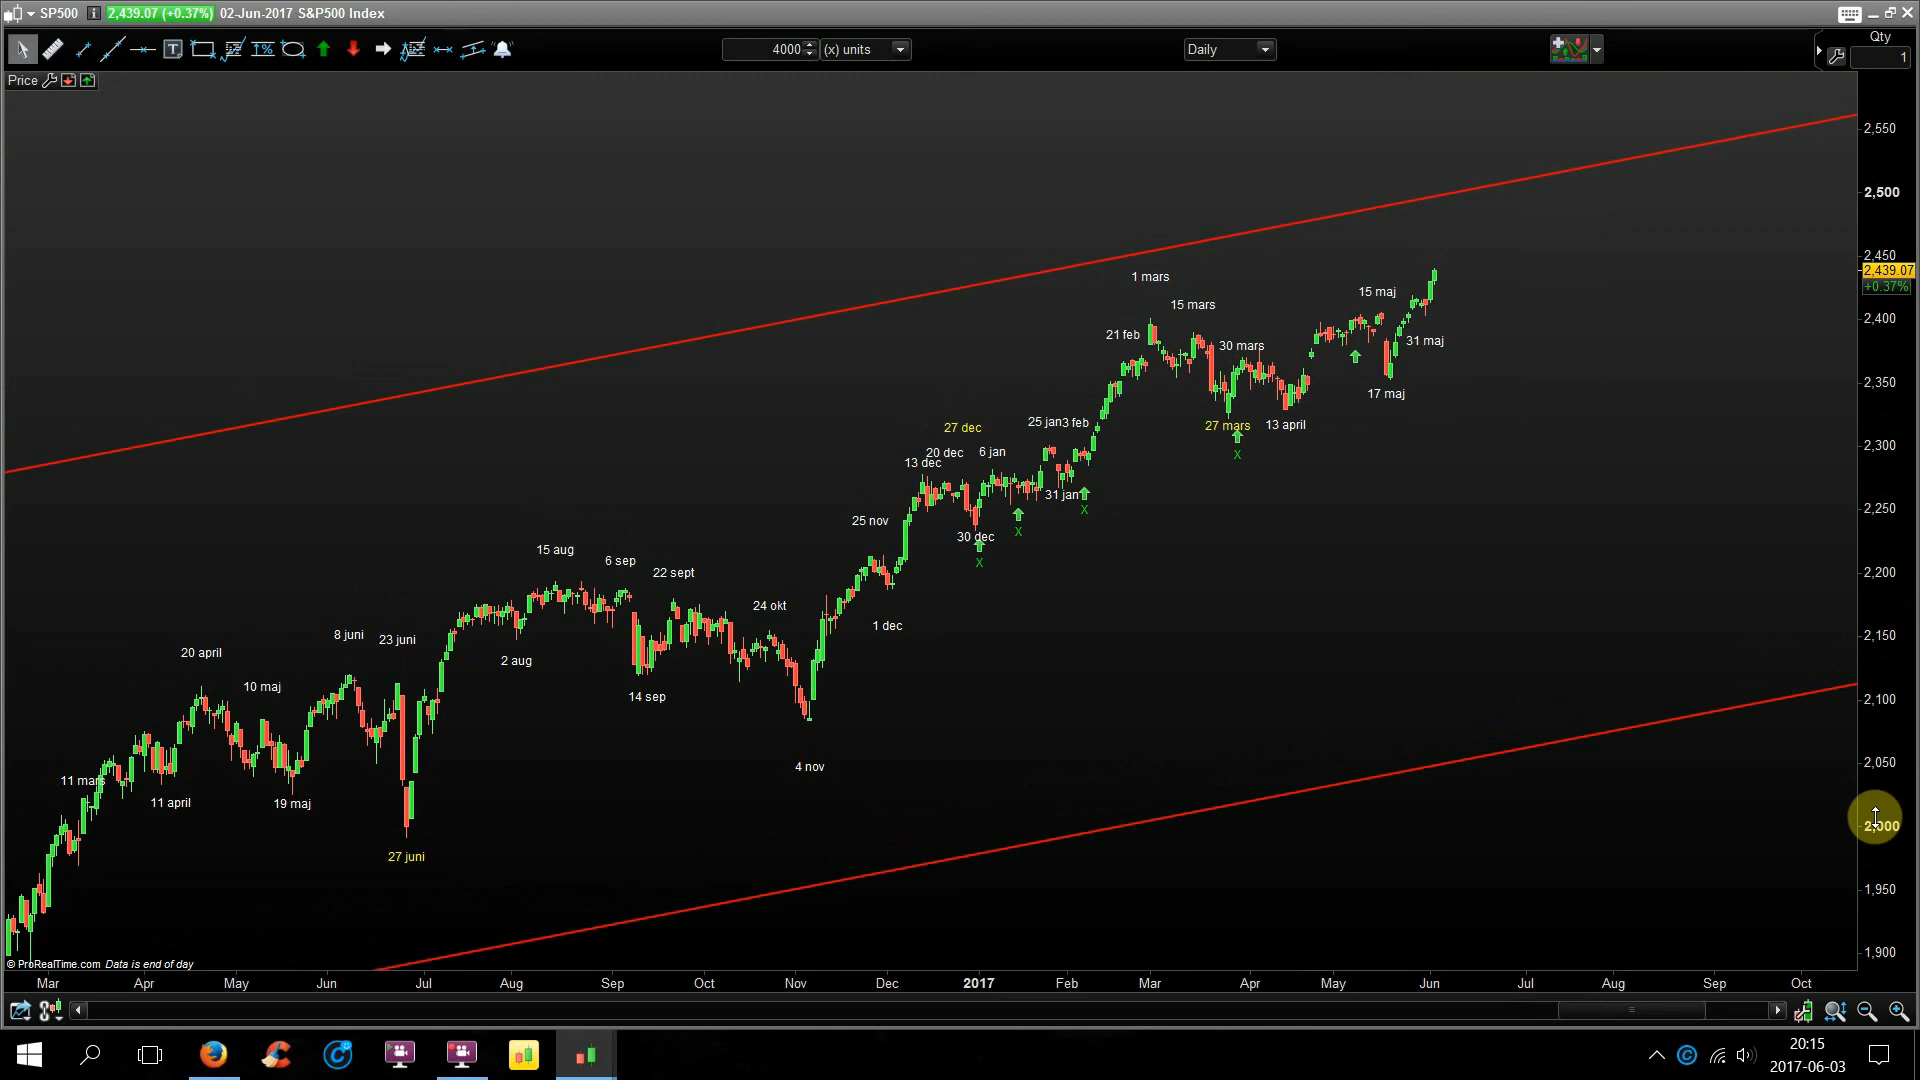 SP500 i 2,439.07 (+0.37%) 02-Jun-2017 S&P500 Index
T % 4000 (x) units Daily Qty
1
Price
2,550
2,500
2,450
2,439.07
+0.37%
2,400
2,350
2,300
2,250
2,200
2,150
2,100
2,050
2,000
1,950
1,900
1 mars
15 mars
15 maj
21 feb
30 mars
31 maj
17 maj
27 dec
25 jan
3 feb
27 mars
13 april
20 dec
6 jan
13 dec
X
31 jan
X
25 nov
X
30 dec
X
15 aug
6 sep
22 sept
24 okt
1 dec
8 juni
23 juni
20 april
2 aug
10 maj
14 sep
4 nov
11 mars
11 april
19 maj
27 juni
© ProRealTime.com Data is end of day
Mar Apr May Jun Jul Aug Sep Oct Nov Dec 2017 Feb Mar Apr May Jun Jul Aug Sep Oct
20:15
2017-06-03